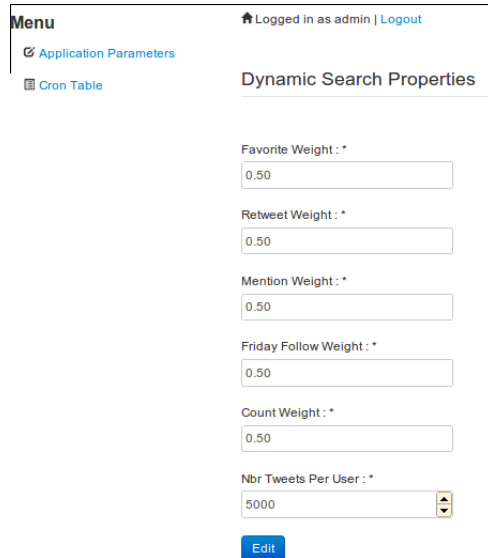 Menu
Application Parameters
Cron Table
Logged in as admin | Logout
Dynamic Search Properties
Favorite Weight : *
0.50
Retweet Weight : *
0.50
Mention Weight : *
0.50
Friday Follow Weight : *
0.50
Count Weight : *
0.50
Nbr Tweets Per User : *
5000
Edit